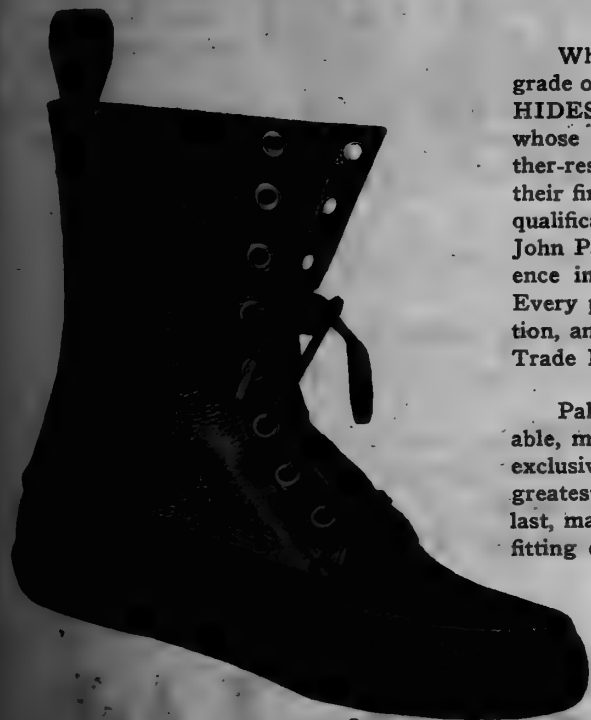 Wh
grade o
HIDES
whose
ther-res
their fir
qualifica
John P
ence in
Every p
tion, an
Trade
Pal
able, m
exclusiv
greatest
last, ma
fitting